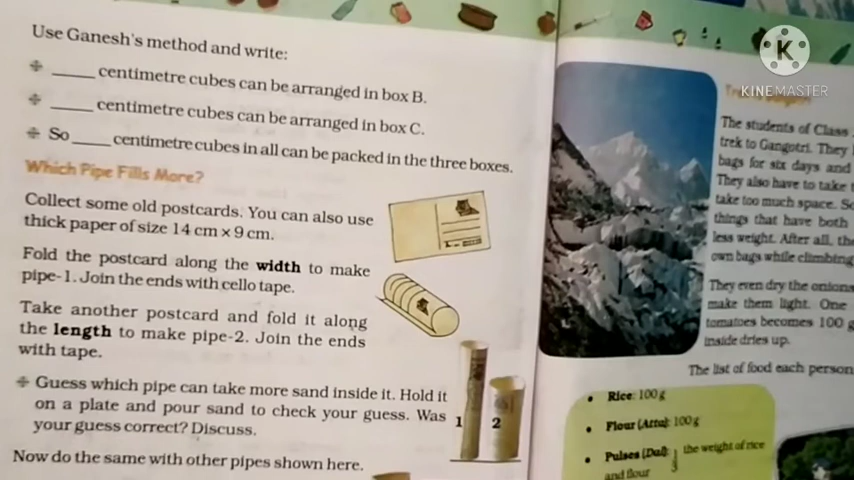 Use Ganesh's method and write:
____ centimetre cubes can be arranged in box B.
____ centimetre cubes can be arranged in box C.
So ____ centimetre cubes in all can be packed in the three boxes.
Which Pipe Fills More?
Collect some old postcards. You can also use
thick paper of size 14 cm × 9 cm.
Fold the postcard along the width to make
pipe-1. Join the ends with cello tape.
Take another postcard and fold it along
the length to make pipe-2. Join the ends
with tape.
Guess which pipe can take more sand inside it. Hold it
on a plate and pour sand to check your guess. Was
your guess correct? Discuss.
1
2
Now do the same with other pipes shown here.
K
KINEMASTER
The students of Class
trek to Gangotri. They
bags for six days and
They also have to take
take too much space. So
things that have both
less weight. After all, the
own bags while climbing
They even dry the onions
make them light. One
tomatoes becomes 100 g
inside dries up.
The list of food each person
• Rice: 100 g
• Flour (Atta): 100 g
• Pulses (Dal): 1/3 the weight of rice
and flour